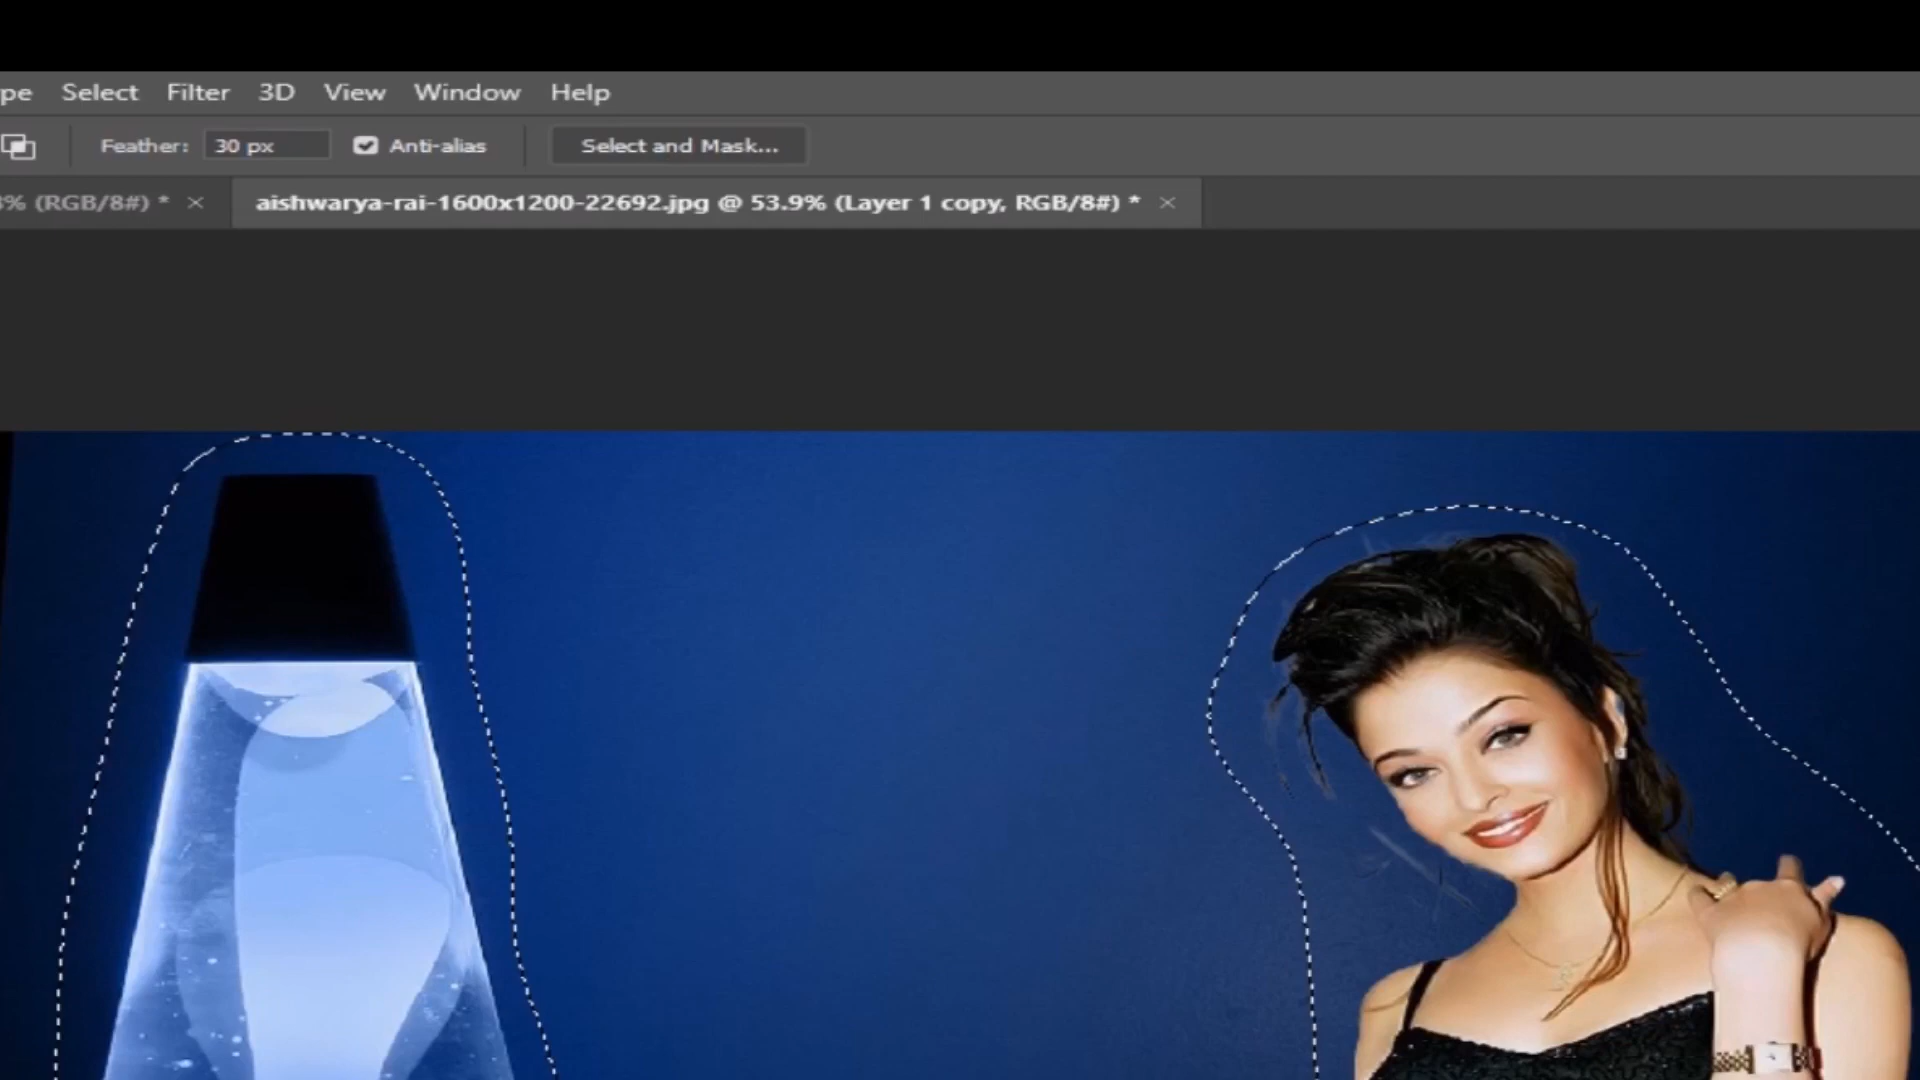 pe Select Filter 3D View Window Help
Feather: 30 px Anti-alias Select and Mask...
% (RGB/8#) * × aishwarya-rai-1600x1200-22692.jpg @ 53.9% (Layer 1 copy, RGB/8#) * ×